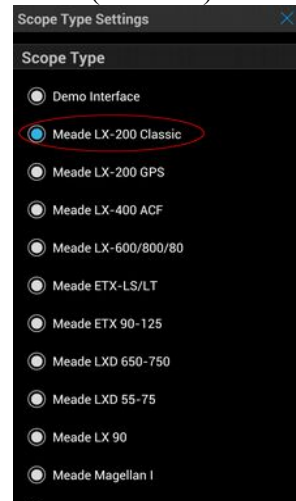 Scope Type Settings
Scope Type
Demo Interface
Meade LX-200 Classic
Meade LX-200 GPS
Meade LX-400 ACF
Meade LX-600/800/80
Meade ETX-LS/LT
Meade ETX 90-125
Meade LXD 650-750
Meade LXD 55-75
Meade LX 90
Meade Magellan I